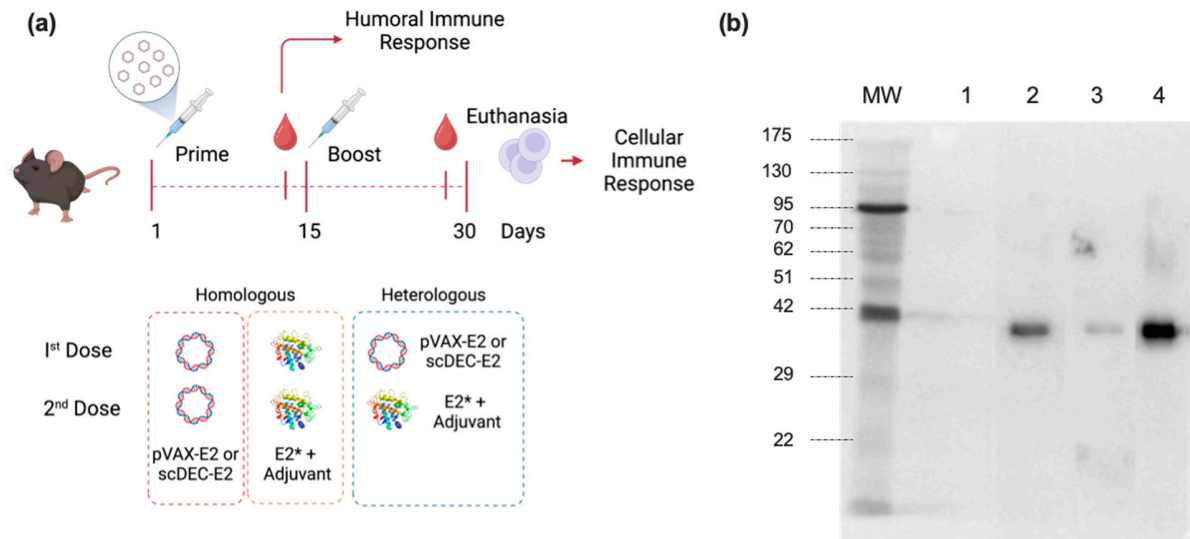 (a)
Humoral Immune
Response
Prime
Boost
Euthanasia
Cellular
Immune
Response
1
15
30
Days
Homologous
Heterologous
1st Dose
pVAX-E2 or
scDEC-E2
2nd Dose
E2* +
Adjuvant
pVAX-E2 or
scDEC-E2
E2* +
Adjuvant
(b)
MW 1 2 3 4
175
130
95
70
62
51
42
29
22